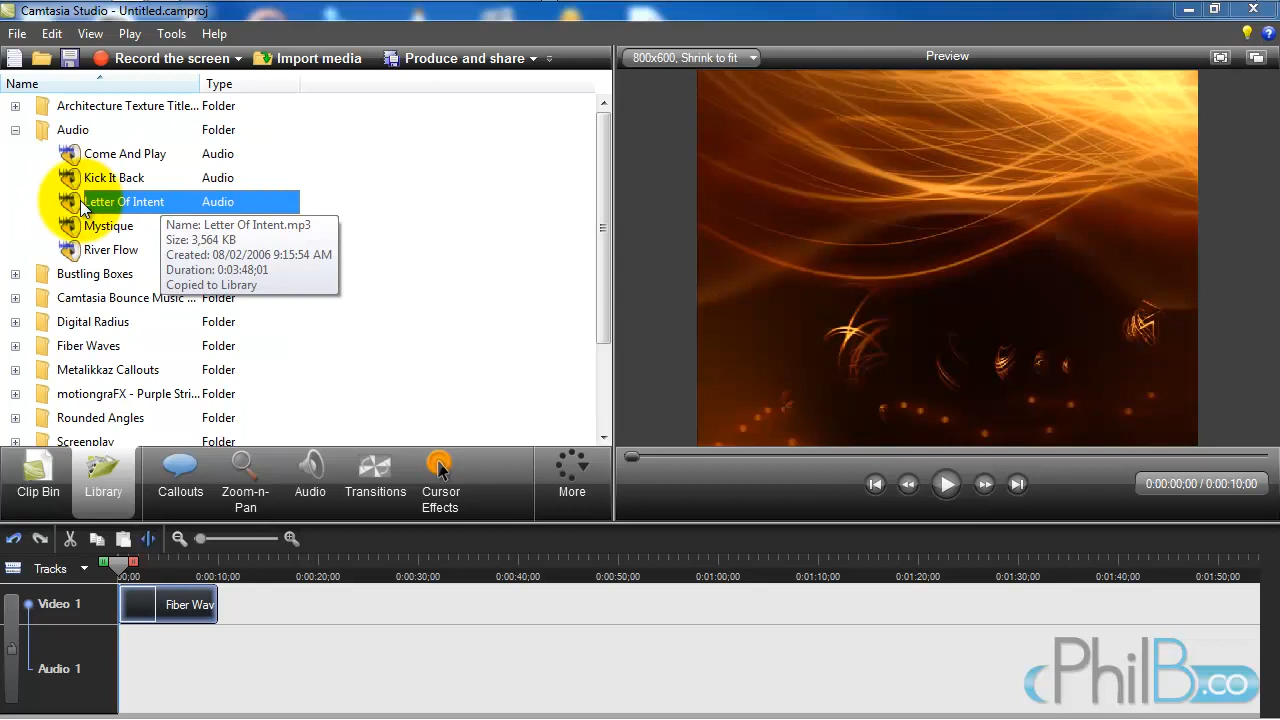 Camtasia Studio - Untitled.camproj
File Edit View Play Tools Help
Record the screen Import media Produce and share
800x600, Shrink to fit Preview
Name Type
Architecture Texture Title... Folder
Audio Folder
Come And Play Audio
Kick It Back Audio
Letter Of Intent Audio
Mystique
River Flow
Name: Letter Of Intent.mp3
Size: 3,564 KB
Created: 08/02/2006 9:15:54 AM
Duration: 0:03:48;01
Copied to Library
Bustling Boxes
Camtasia Bounce Music ... Folder
Digital Radius Folder
Fiber Waves Folder
Metalikkaz Callouts Folder
motiongraFX - Purple Stri... Folder
Rounded Angles Folder
Screenplay Folder
Clip Bin Library Callouts Zoom-n-Pan Audio Transitions Cursor Effects More
0:00:00;00 / 0:00:10;00
Tracks
00;00 0:00:10;00 0:00:20;00 0:00:30;00 0:00:40;00 0:00:50;00 0:01:00;00 0:01:10;00 0:01:20;00 0:01:30;00 0:01:40;00 0:01:50;00
Video 1 Fiber Wav
Audio 1
PhilB.co